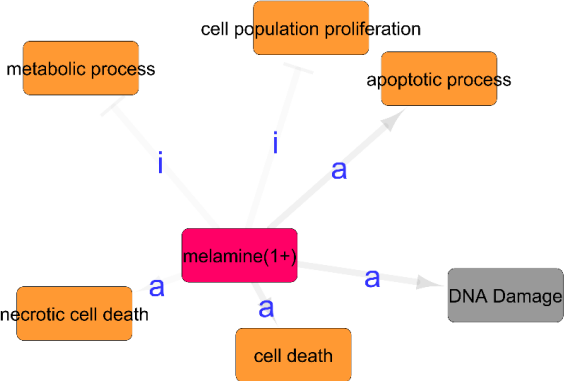 cell population proliferation
metabolic process
apoptotic process
i
i
a
melamine(1+)
a
a
a
DNA Damage
necrotic cell death
cell death